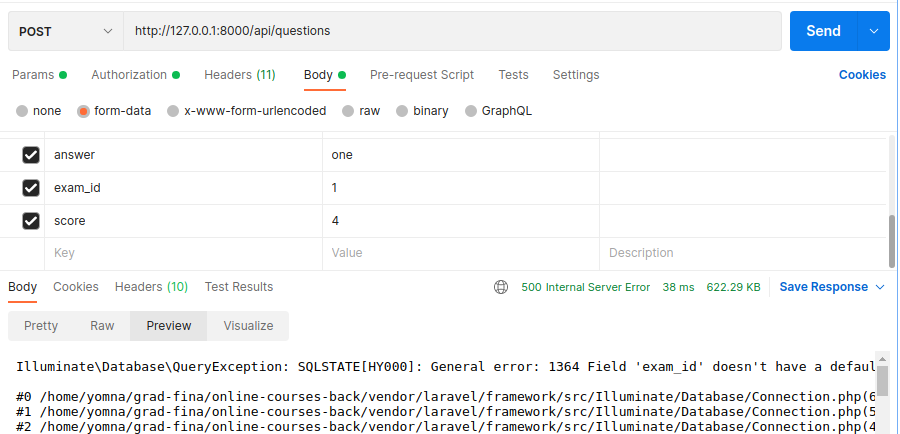 POST http://127.0.0.1:8000/api/questions Send
Params Authorization Headers (11) Body Pre-request Script Tests Settings Cookies
none form-data x-www-form-urlencoded raw binary GraphQL
answer one
exam_id 1
score 4
Key Value Description
Body Cookies Headers (10) Test Results 500 Internal Server Error 38 ms 622.29 KB Save Response
Pretty Raw Preview Visualize
Illuminate\Database\QueryException: SQLSTATE[HY000]: General error: 1364 Field 'exam_id' doesn't have a defaul
#0 /home/yomna/grad-fina/online-courses-back/vendor/laravel/framework/src/Illuminate/Database/Connection.php(6
#1 /home/yomna/grad-fina/online-courses-back/vendor/laravel/framework/src/Illuminate/Database/Connection.php(5
#2 /home/yomna/grad-fina/online-courses-back/vendor/laravel/framework/src/Illuminate/Database/Connection.php(4